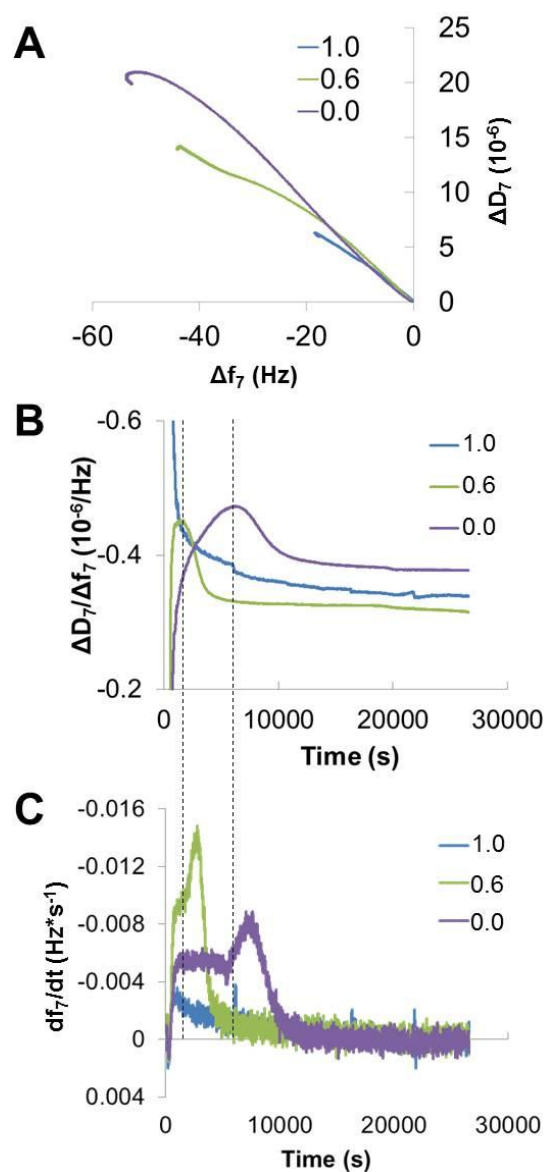 A
1.0
0.6
0.0
25
20
15
10
5
0
ΔD₇ (10⁻⁶)
-60 -40 -20 0
Δf₇ (Hz)
B
-0.6
-0.4
-0.2
ΔD₇/Δf₇ (10⁻⁶/Hz)
1.0
0.6
0.0
0 10000 20000 30000
Time (s)
C
-0.016
-0.012
-0.008
-0.004
0
0.004
df₇/dt (Hz*s⁻¹)
1.0
0.6
0.0
0 10000 20000 30000
Time (s)